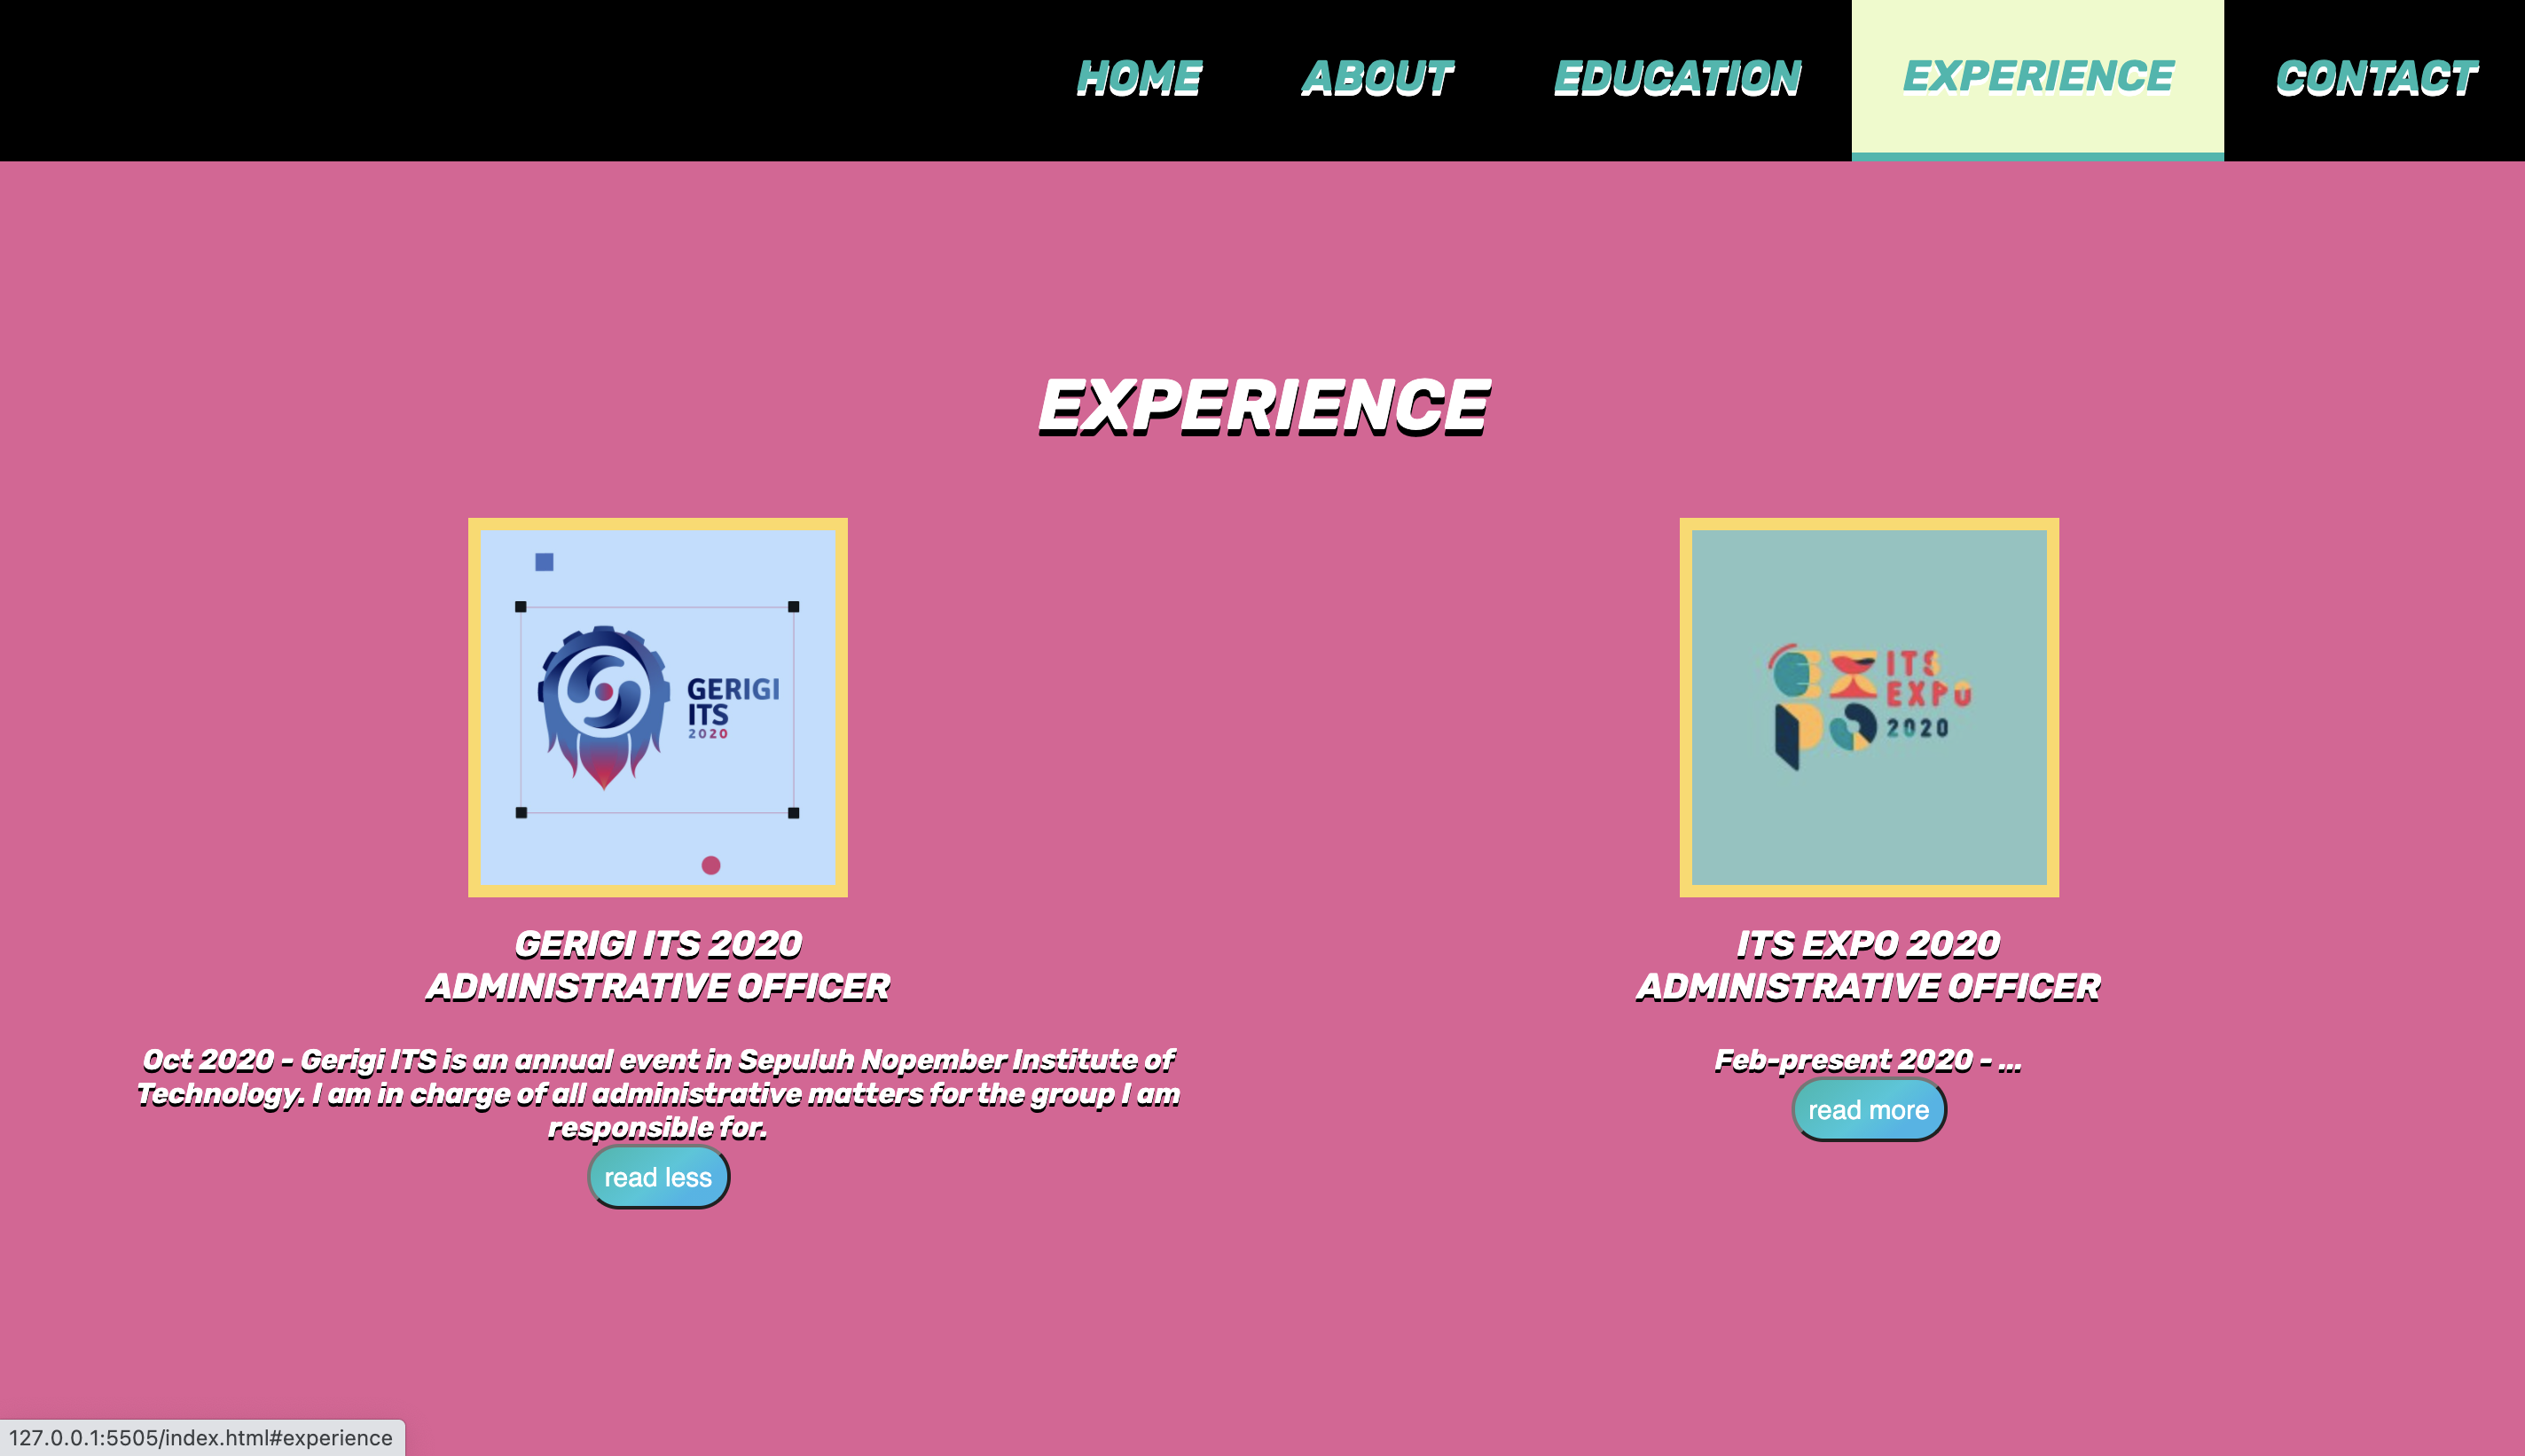 HOME ABOUT EDUCATION EXPERIENCE CONTACT
EXPERIENCE
GERIGI
ITS
2020
GERIGI ITS 2020
ADMINISTRATIVE OFFICER
Oct 2020 - Gerigi ITS is an annual event in Sepuluh Nopember Institute of
Technology. I am in charge of all administrative matters for the group I am
responsible for.
read less
EXPO
ITS
EXPO
2020
ITS EXPO 2020
ADMINISTRATIVE OFFICER
Feb-present 2020 - ...
read more
127.0.0.1:5505/index.html#experience